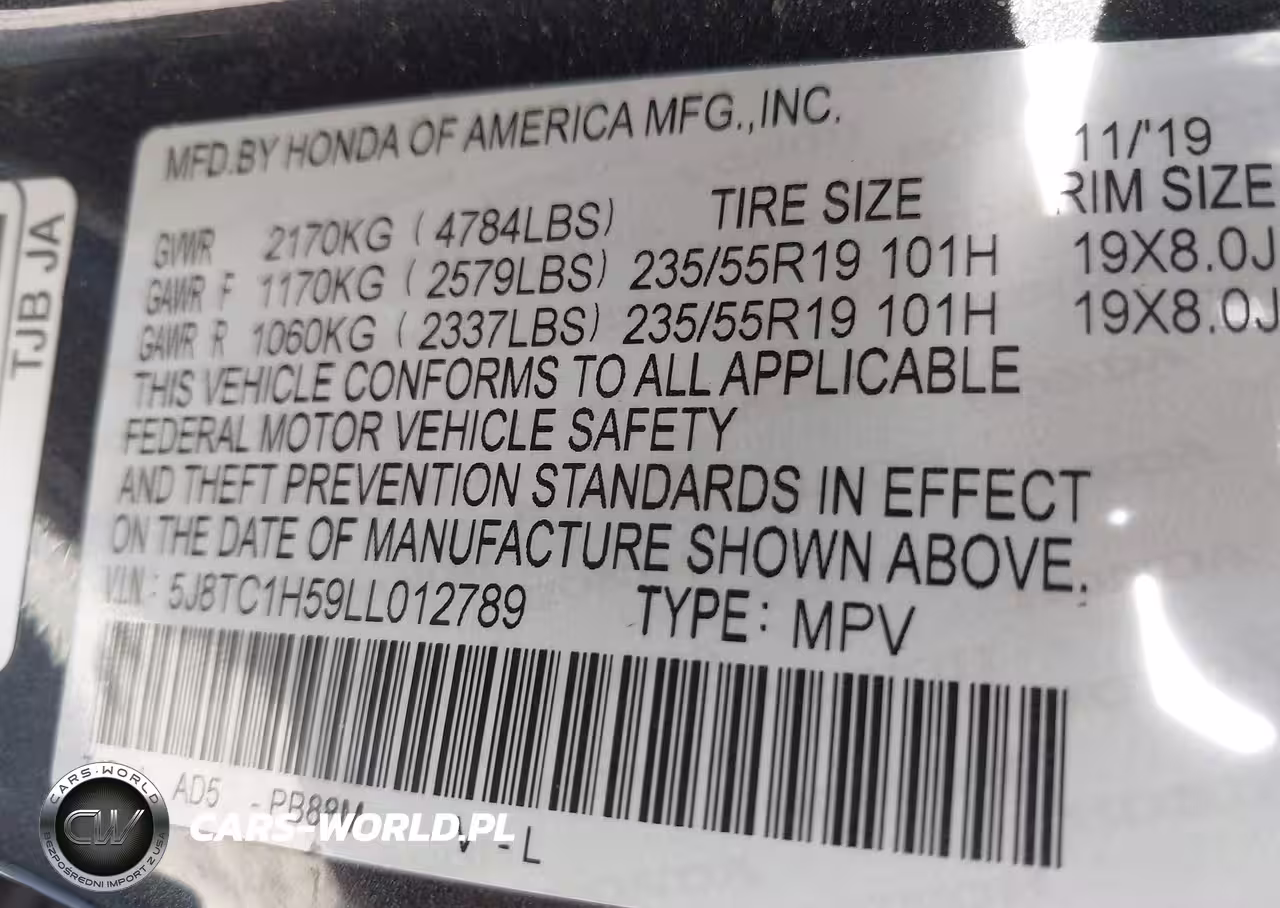 MFD.BY HONDA OF AMERICA MFG.,INC. 11/'19
TIRE SIZE RIM SIZE
GVWR 2170KG ( 4784LBS)
GAWR F 1170KG ( 2579LBS) 235/55R19 101H 19X8.0J
GAWR R 1060KG ( 2337LBS) 235/55R19 101H 19X8.0J
THIS VEHICLE CONFORMS TO ALL APPLICABLE
FEDERAL MOTOR VEHICLE SAFETY
AND THEFT PREVENTION STANDARDS IN EFFECT
ON THE DATE OF MANUFACTURE SHOWN ABOVE.
V.I.N.: 5J8TC1H59LL012789 TYPE: MPV
AD5 -L
TJB JA
CARS-WORLD.PL
CARS-WORLD
CW
BEZPOŚREDNI IMPORT Z USA